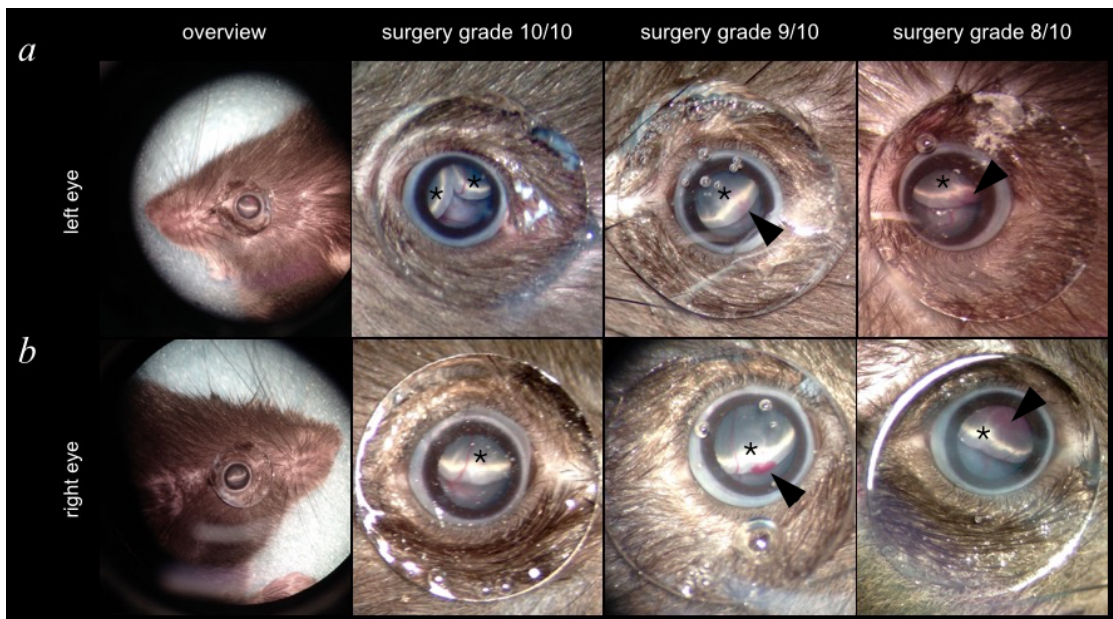 overview surgery grade 10/10 surgery grade 9/10 surgery grade 8/10
a
left eye
* * * *
b
right eye
* * *